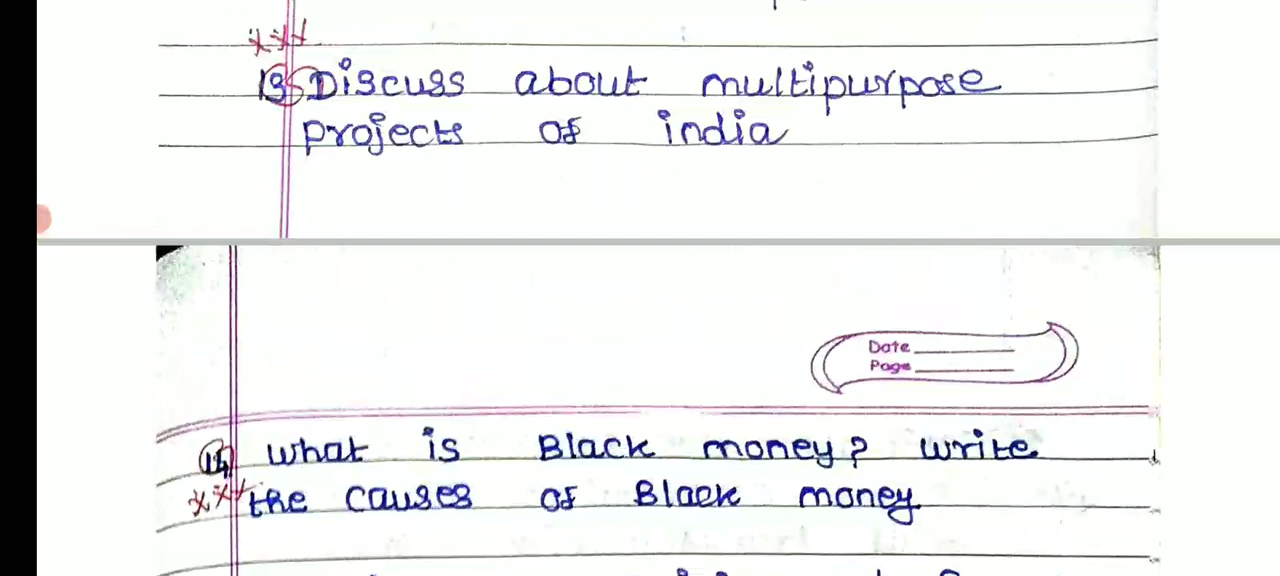 ***
13 Discuss about multipurpose
projects of india
Date
Page
14 what is Black money? write
*** the causes of Black money